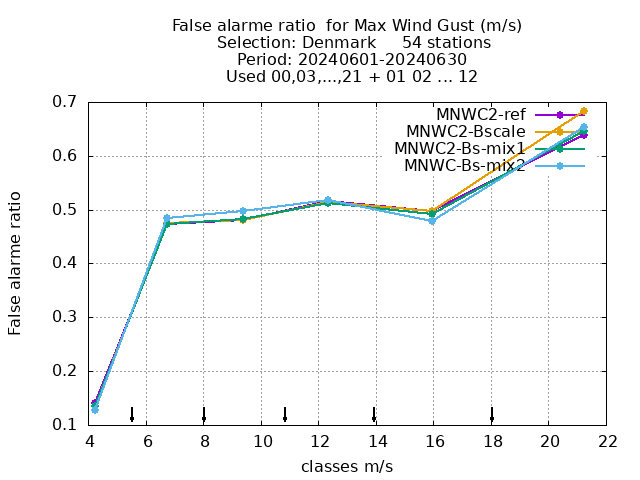 False alarme ratio  for Max Wind Gust (m/s)
Selection: Denmark     54 stations
Period: 20240601-20240630
Used 00,03,...,21 + 01 02 ... 12
MNWC2-ref
MNWC2-Bscale
MNWC2-Bs-mix1
MNWC-Bs-mix2
False alarme ratio
0.7
0.6
0.5
0.4
0.3
0.2
0.1
4 6 8 10 12 14 16 18 20 22
classes m/s